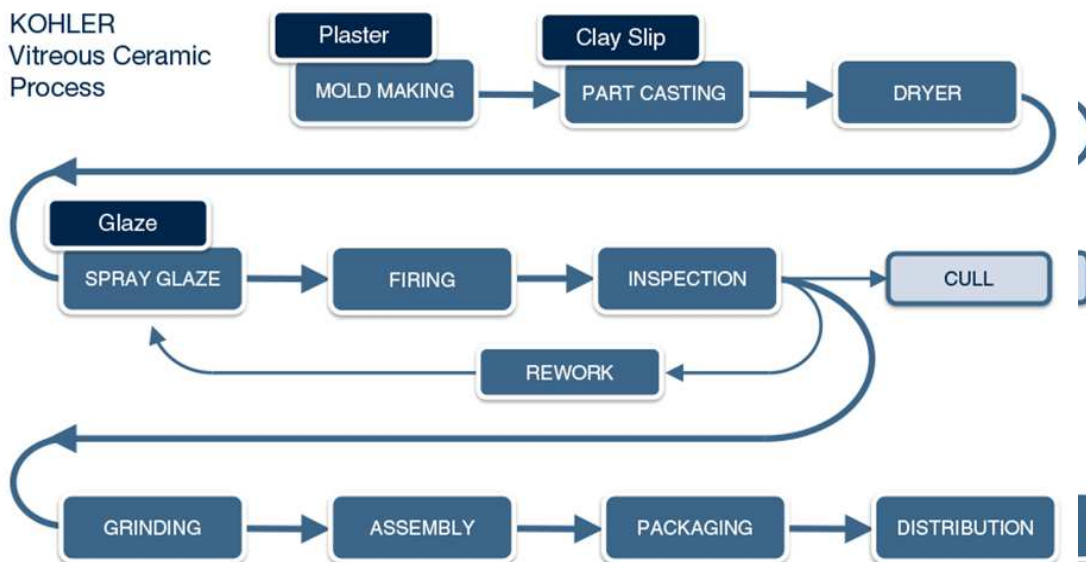 KOHLER
Vitreous Ceramic
Process
Plaster
MOLD MAKING
Clay Slip
PART CASTING
DRYER
Glaze
SPRAY GLAZE
FIRING
INSPECTION
CULL
REWORK
GRINDING
ASSEMBLY
PACKAGING
DISTRIBUTION